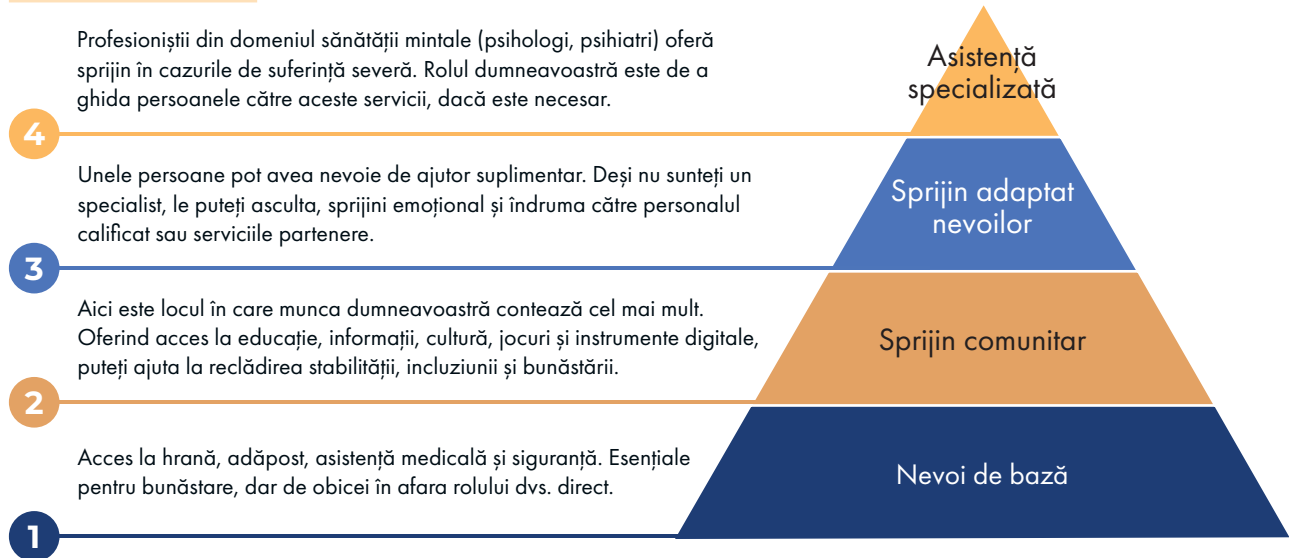 Profesioniștii din domeniul sănătății mintale (psihologi, psihiatri) oferă
sprijin în cazurile de suferință severă. Rolul dumneavoastră este de a
ghida persoanele către aceste servicii, dacă este necesar.
Asistență
specializată
4
Unele persoane pot avea nevoie de ajutor suplimentar. Deși nu sunteți un
specialist, le puteți asculta, sprijini emoțional și îndruma către personalul
calificat sau serviciile partenere.
Sprijin adaptat
nevoilor
3
Aici este locul în care munca dumneavoastră contează cel mai mult.
Oferind acces la educație, informații, cultură, jocuri și instrumente digitale,
puteți ajuta la reclădirea stabilității, incluziunii și bunăstării.
Sprijin comunitar
2
Acces la hrană, adăpost, asistență medicală și siguranță. Esențiale
pentru bunăstare, dar de obicei în afara rolului dvs. direct.
Nevoi de bază
1